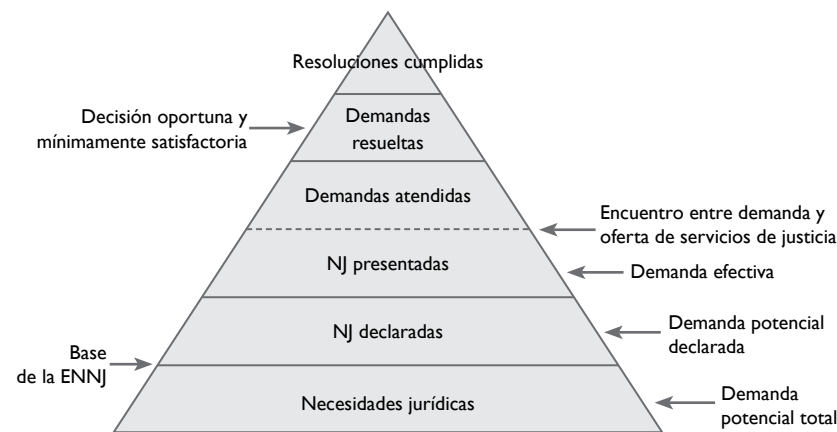 Resoluciones cumplidas
Decisión oportuna y
mínimamente satisfactoria
Demandas
resueltas
Demandas atendidas
Encuentro entre demanda y
oferta de servicios de justicia
NJ presentadas
Demanda efectiva
NJ declaradas
Demanda potencial
declarada
Base
de la ENNJ
Necesidades jurídicas
Demanda
potencial total